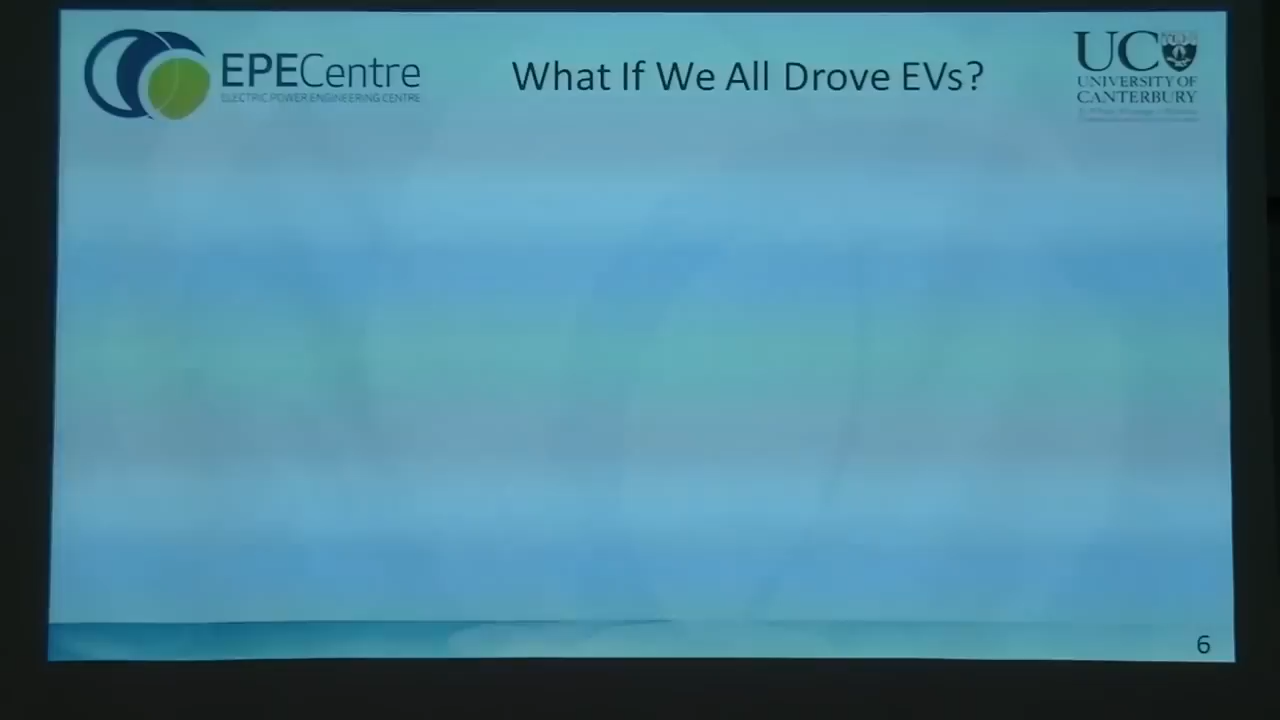 EPECentre
ELECTRIC POWER ENGINEERING CENTRE
What If We All Drove EVs?
UC
UNIVERSITY OF
CANTERBURY
6